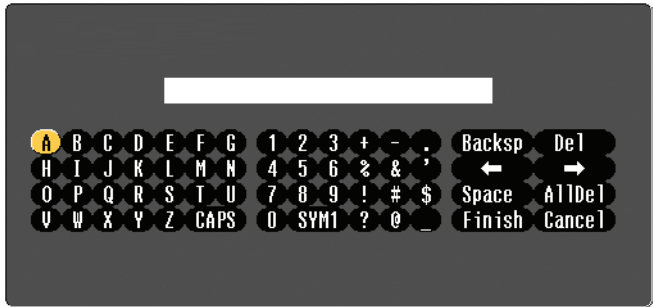 A B C D E F G 1 2 3 + - . Backsp Del
H I J K L M N 4 5 6 % & ' ← →
O P Q R S T U 7 8 9 ! # $ Space AllDel
V W X Y Z CAPS 0 SYM1 ? @ _ Finish Cancel